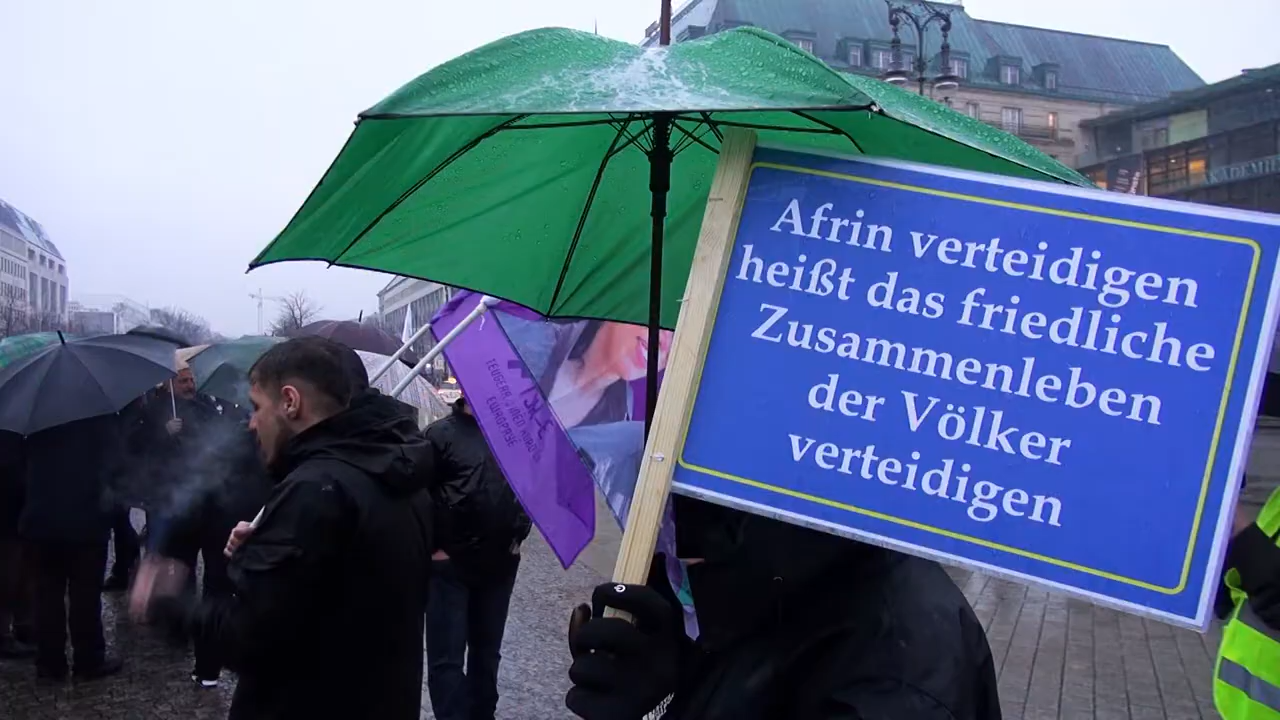 Afrin verteidigen
heißt das friedliche
Zusammenleben
der Völker
verteidigen